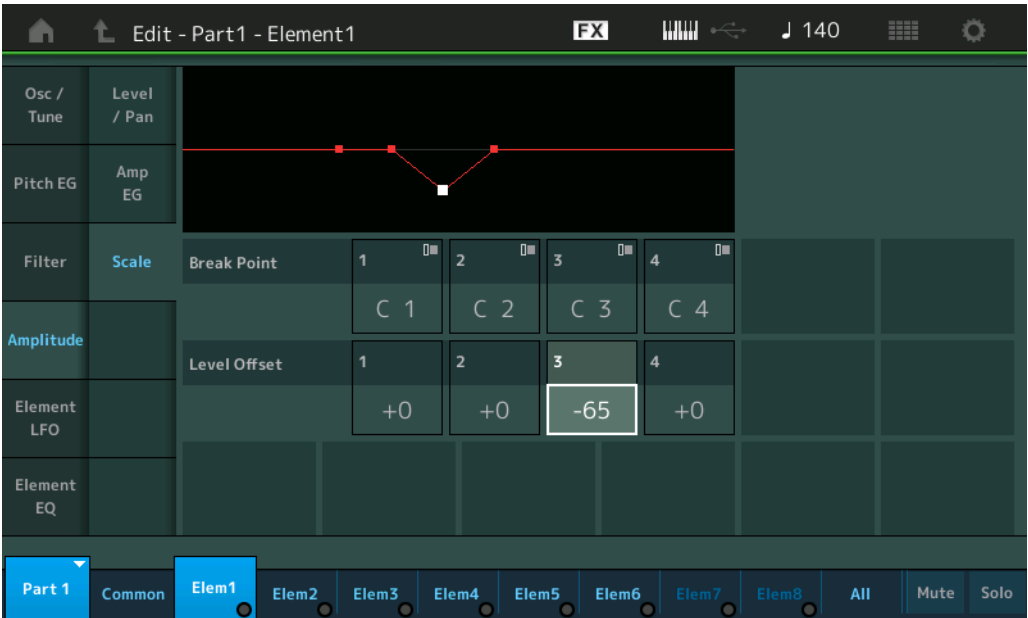 Edit - Part1 - Element1
FX
♩ 140
Osc /
Tune
Level
/ Pan
Pitch EG
Amp
EG
Filter
Scale
Break Point
1
2
3
4
C 1
C 2
C 3
C 4
Amplitude
Level Offset
1
2
3
4
+0
+0
-65
+0
Element
LFO
Element
EQ
Part 1
Common
Elem1
Elem2
Elem3
Elem4
Elem5
Elem6
Elem7
Elem8
All
Mute
Solo